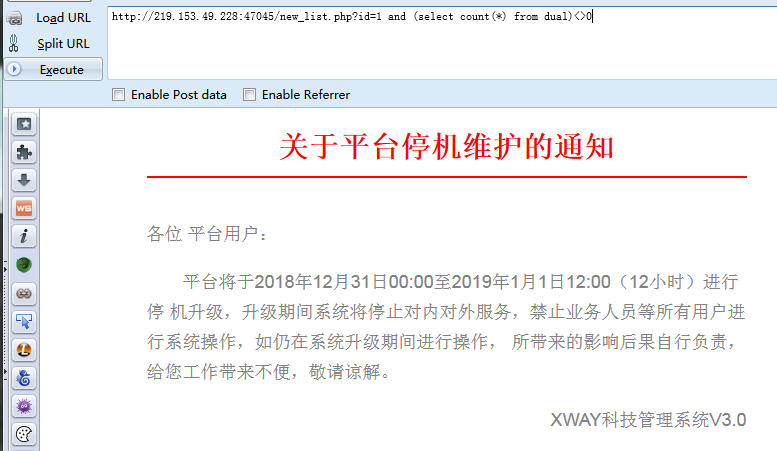 Load URL
http://219.153.49.228:47045/new_list.php?id=1 and (select count(*) from dual)<>0
Split URL
Execute
Enable Post data Enable Referrer
关于平台停机维护的通知
各位 平台用户：
平台将于2018年12月31日00:00至2019年1月1日12:00（12小时）进行
停 机升级，升级期间系统将停止对内对外服务，禁止业务人员等所有用户进
行系统操作，如仍在系统升级期间进行操作， 所带来的影响后果自行负责，
给您工作带来不便，敬请谅解。
XWAY科技管理系统V3.0
WS
i